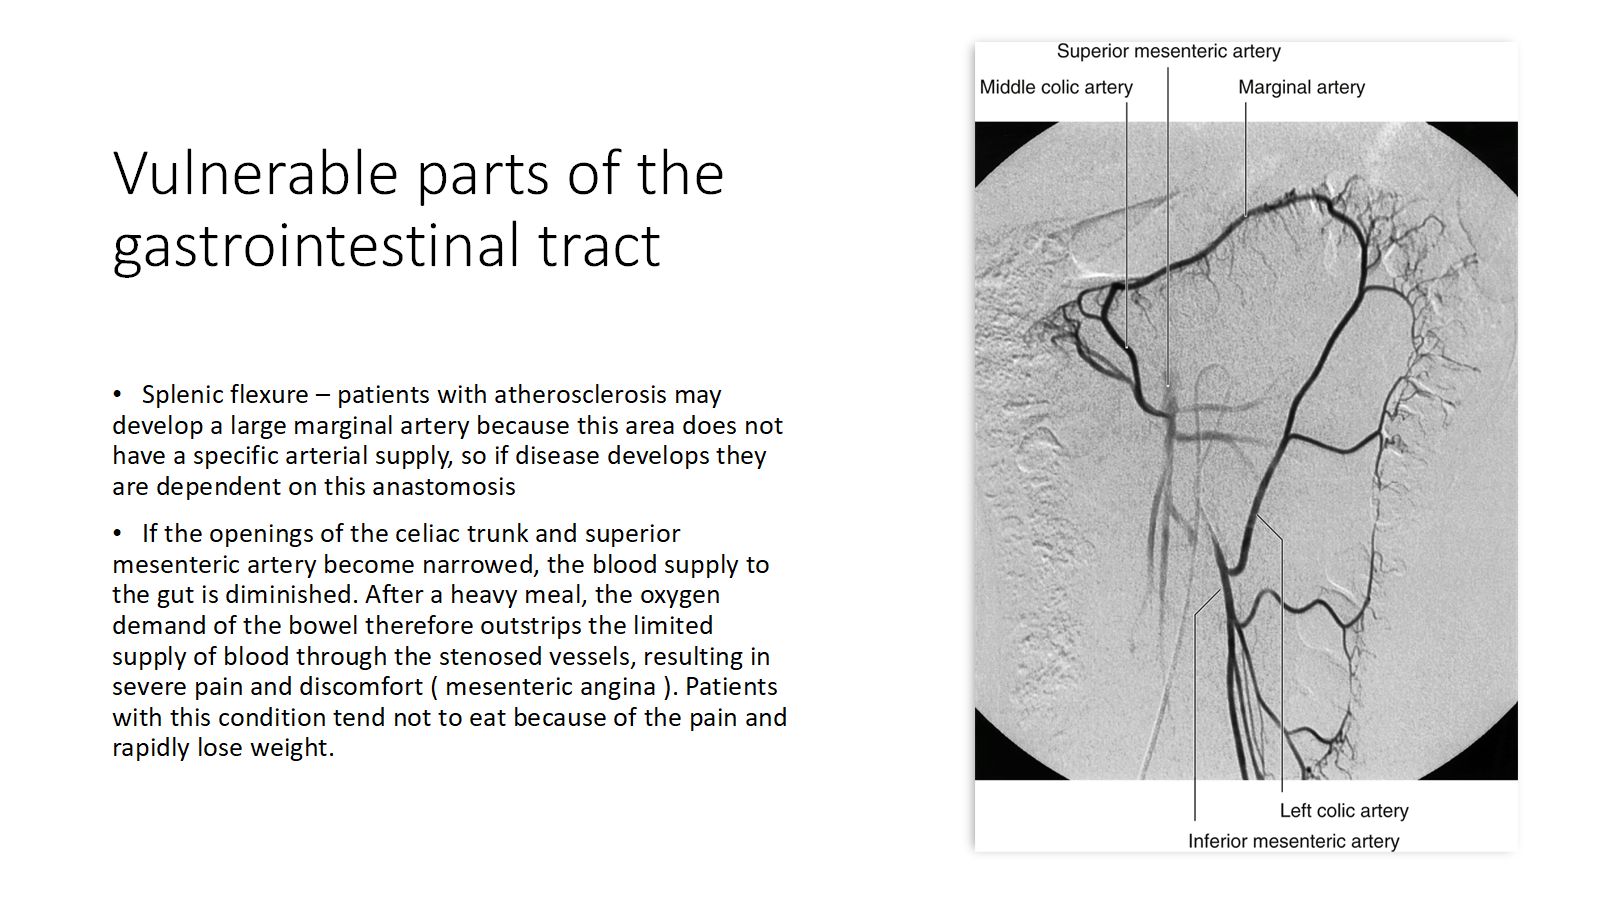 Vulnerable parts of the
gastrointestinal tract
• Splenic flexure – patients with atherosclerosis may
develop a large marginal artery because this area does not
have a specific arterial supply, so if disease develops they
are dependent on this anastomosis
• If the openings of the celiac trunk and superior
mesenteric artery become narrowed, the blood supply to
the gut is diminished. After a heavy meal, the oxygen
demand of the bowel therefore outstrips the limited
supply of blood through the stenosed vessels, resulting in
severe pain and discomfort ( mesenteric angina ). Patients
with this condition tend not to eat because of the pain and
rapidly lose weight.
Superior mesenteric artery
Middle colic artery
Marginal artery
Left colic artery
Inferior mesenteric artery